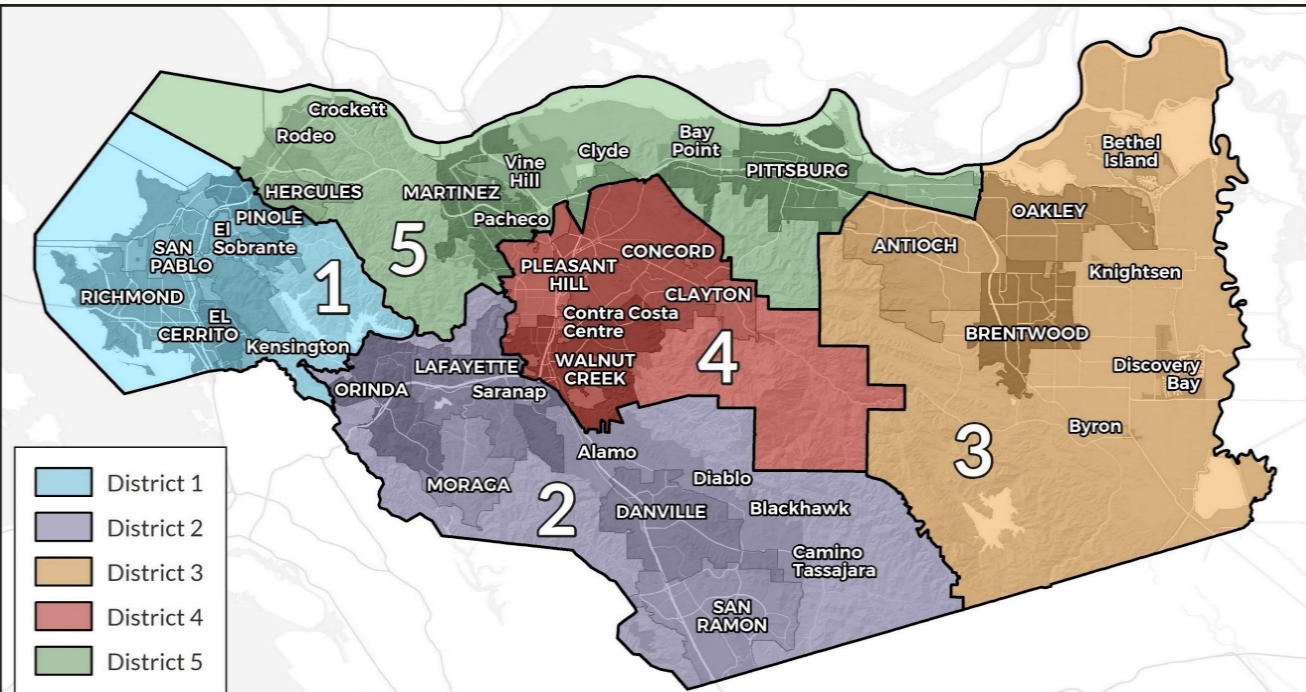 Crockett
Rodeo
HERCULES
PINOLE
El
Sobrante
SAN
PABLO
RICHMOND
EL
CERRITO
Kensington
1
5
MARTINEZ
Vine
Hill
Pacheco
Clyde
Bay
Point
PITTSBURG
PLEASANT
HILL
CONCORD
CLAYTON
Contra Costa
Centre
WALNUT
CREEK
4
ORINDA
LAFAYETTE
Saranap
MORAGA
2
Alamo
Diablo
DANVILLE
Blackhawk
Camino
Tassajara
SAN
RAMON
ANTIOCH
OAKLEY
Bethel
Island
Knightsen
BRENTWOOD
Discovery
Bay
Byron
3
District 1
District 2
District 3
District 4
District 5